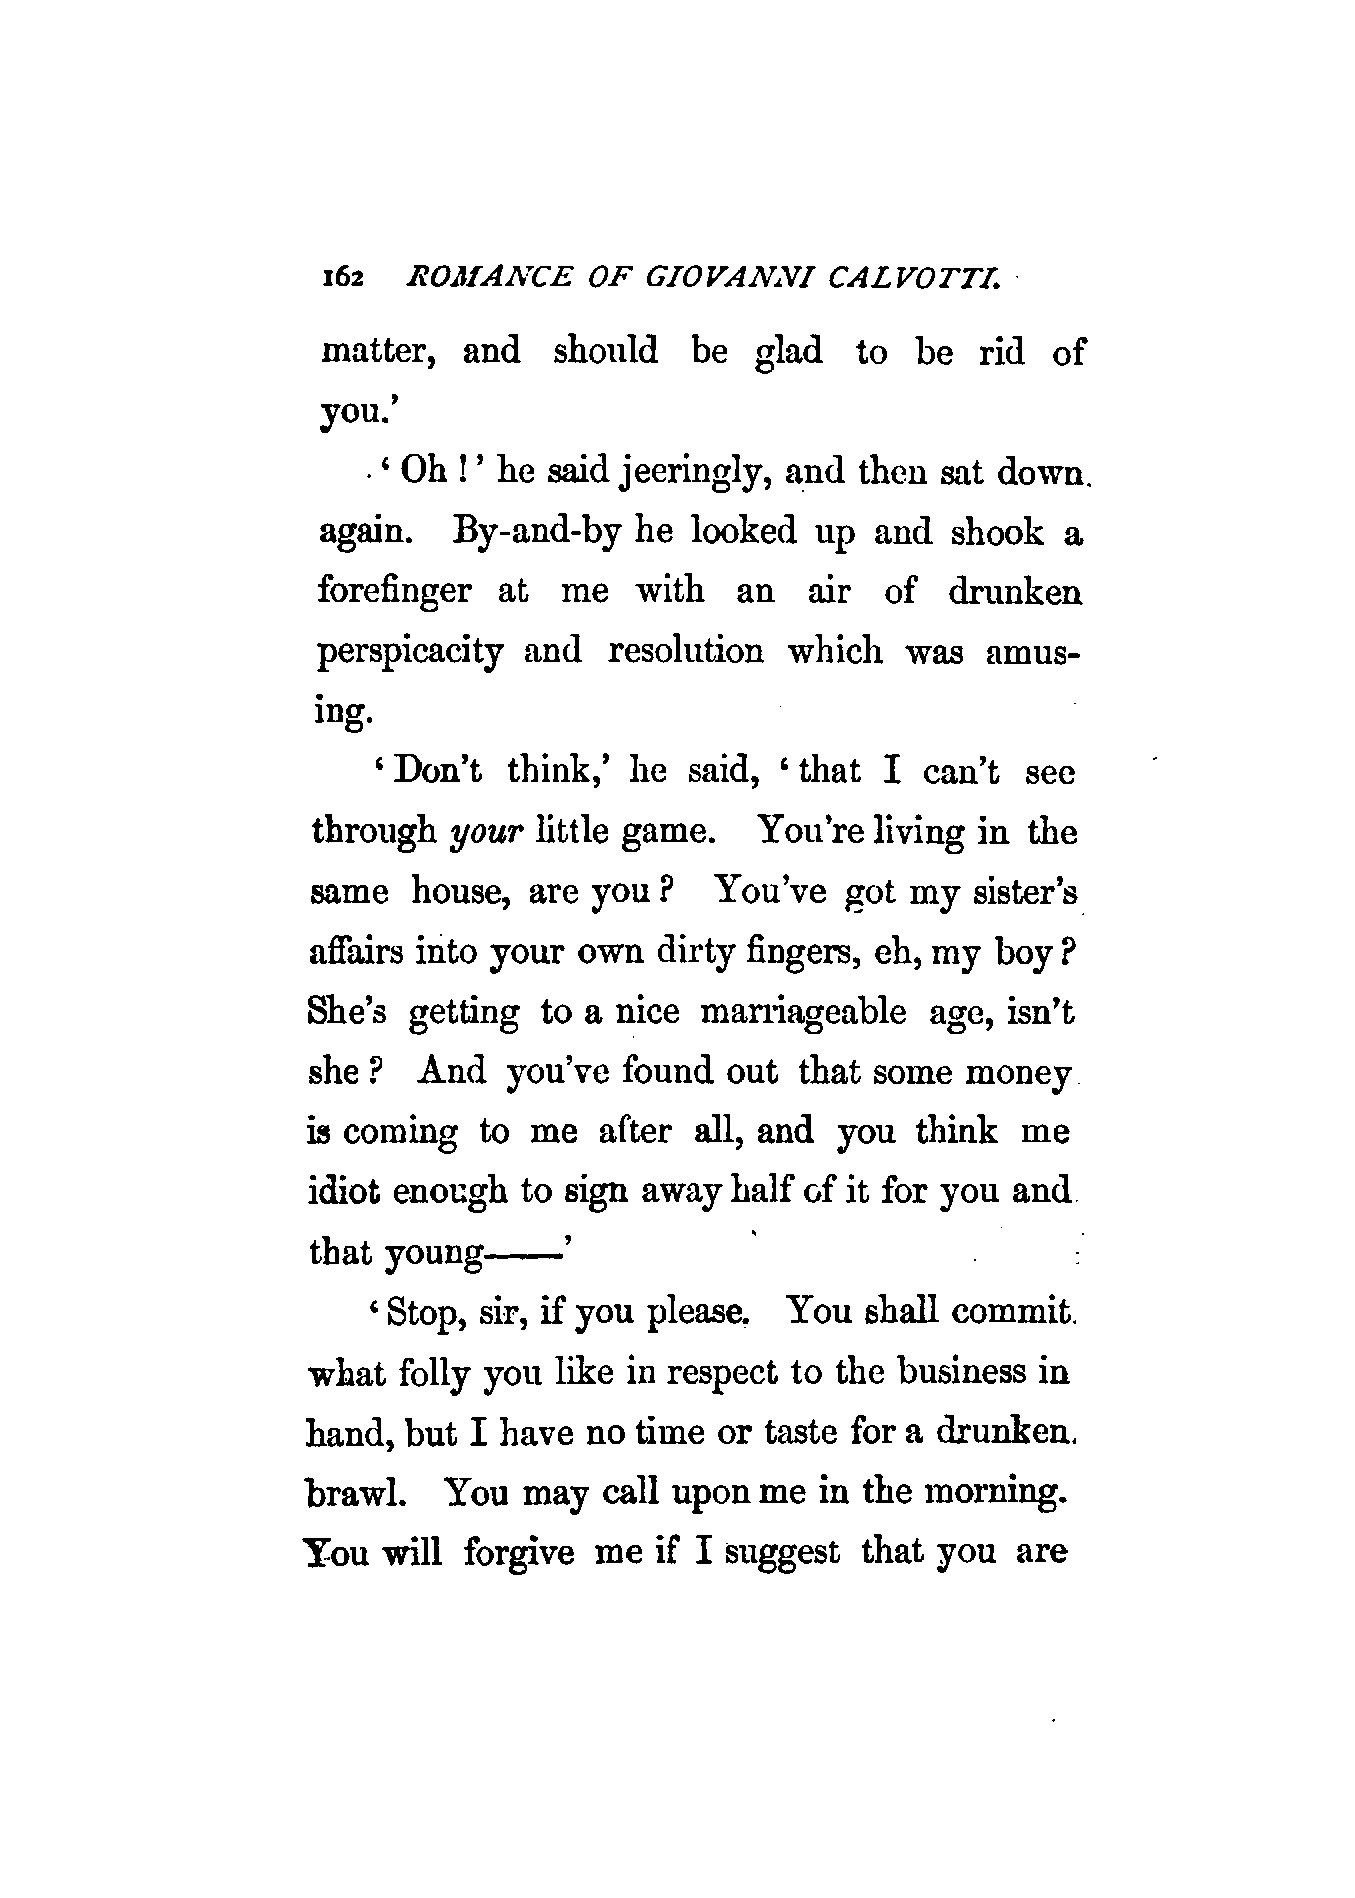 162 ROMANCE OF GIOVANNI CALVOTTI.
matter, and should be glad to be rid of
you.’
‘Oh!’ he said jeeringly, and then sat down
again. By-and-by he looked up and shook a
forefinger at me with an air of drunken
perspicacity and resolution which was amus-
ing.
‘Don't think,’ he said, ‘that I can't see
through your little game. You're living in the
same house, are you? You've got my sister's
affairs into your own dirty fingers, eh, my boy?
She's getting to a nice marriageable age, isn't
she? And you've found out that some money
is coming to me after all, and you think me
idiot enough to sign away half of it for you and
that young——’
‘Stop, sir, if you please. You shall commit
what folly you like in respect to the business in
hand, but I have no time or taste for a drunken
brawl. You may call upon me in the morning.
You will forgive me if I suggest that you are